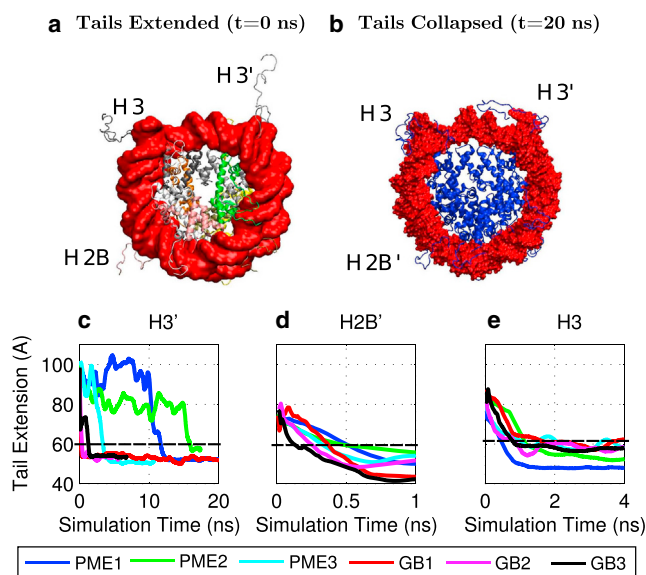 a Tails Extended (t=0 ns)
b Tails Collapsed (t=20 ns)
H3'
H3
H2B
H3'
H3
H2B'
c H3'
d H2B'
e H3
Tail Extension (A)
100
80
60
40
0 10 20
0 0.5 1
0 2 4
Simulation Time (ns)
Simulation Time (ns)
Simulation Time (ns)
PME1 PME2 PME3 GB1 GB2 GB3